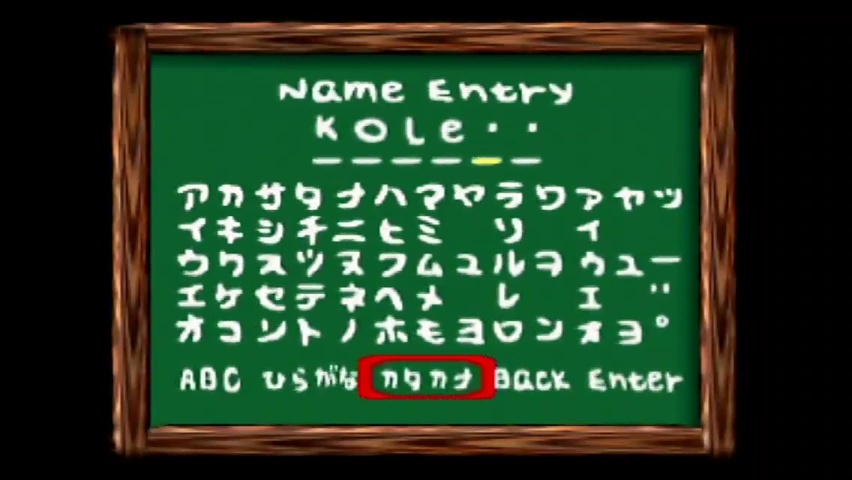 Name Entry
Kole··
アカサタナハマヤラワァャッ
イキシチニヒミ リ ィ
ウクスツヌフムユルヲゥュー
エケセテネヘメ レ ェ ゛
オコソトノホモヨロンォョ゜
ABC ひらがな カタカナ Back Enter